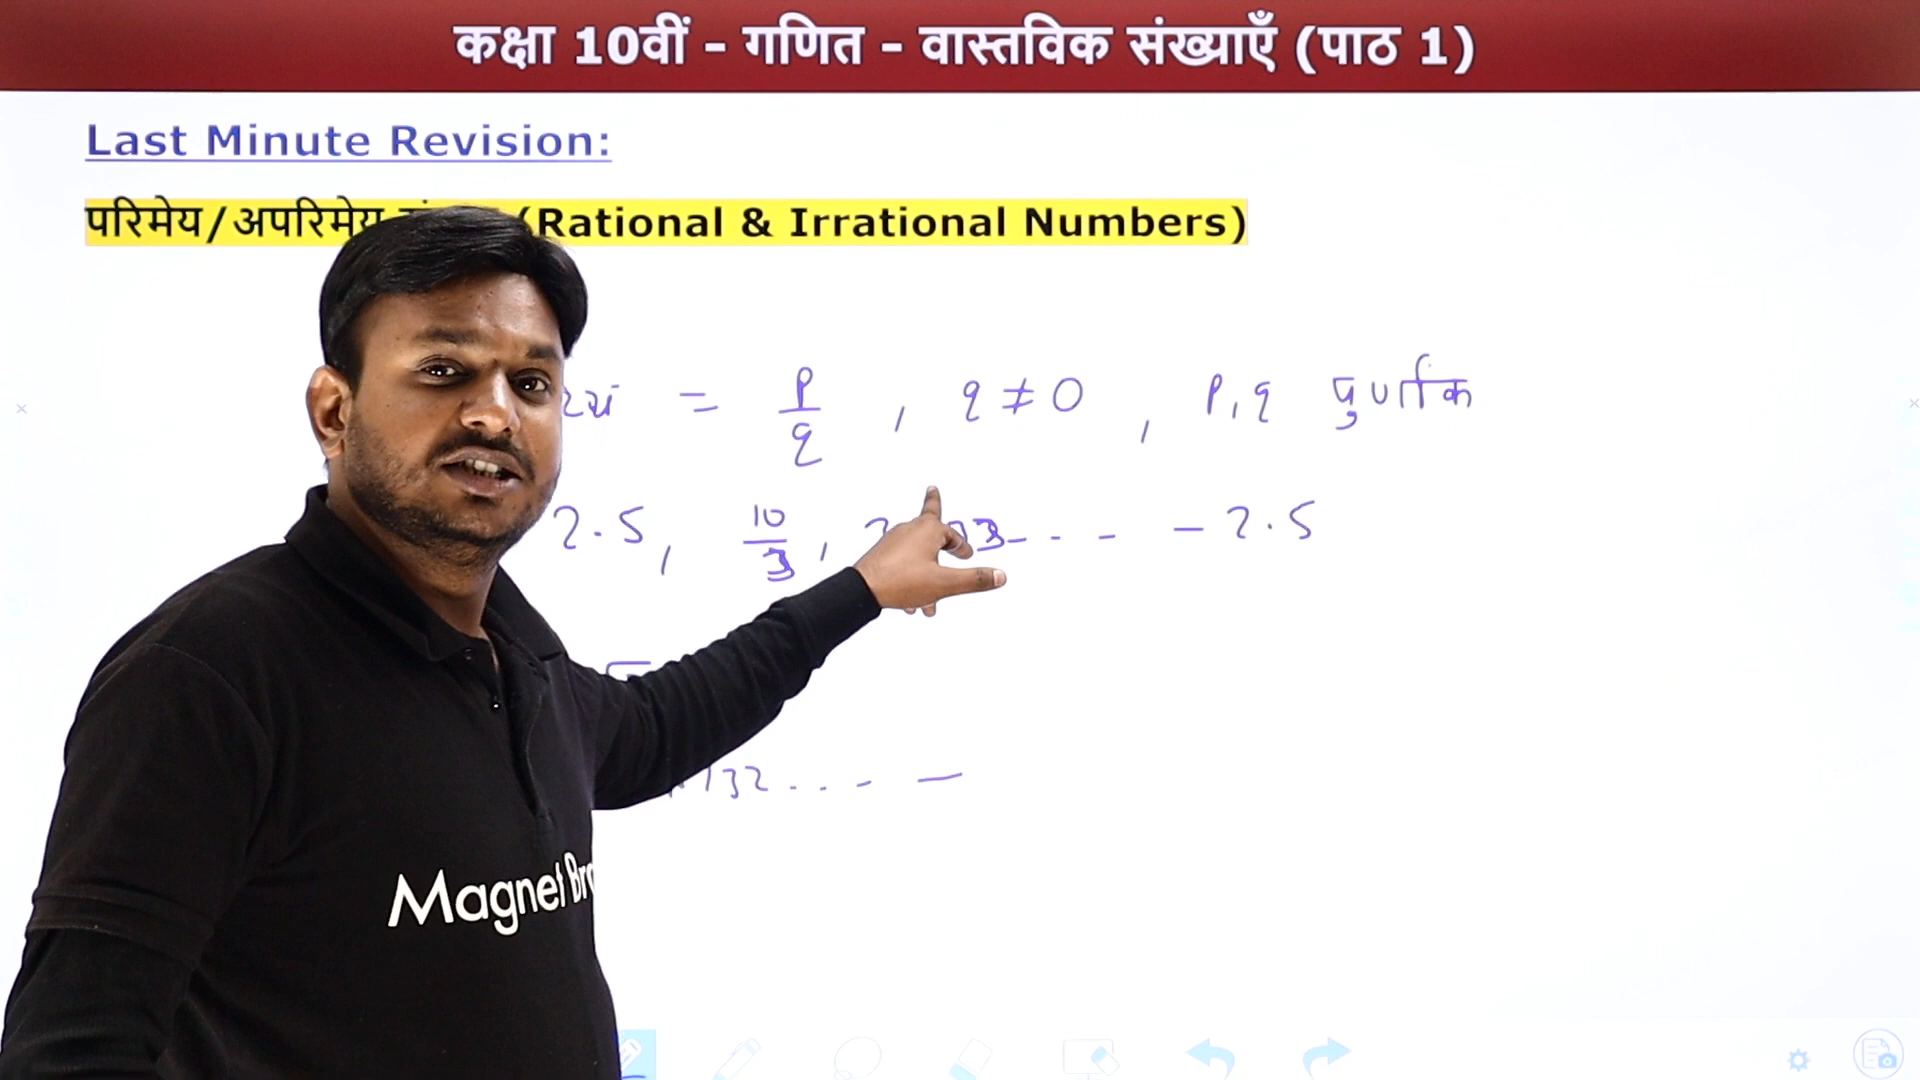 कक्षा 10वीं - गणित - वास्तविक संख्याएँ (पाठ 1)
Last Minute Revision:
परिमेय/अपरिमेय (Rational & Irrational Numbers)
= p/q , q ≠ 0 , p, q पुर्णांक
2.5, 10/3, - 2.5
732... -
Magnet